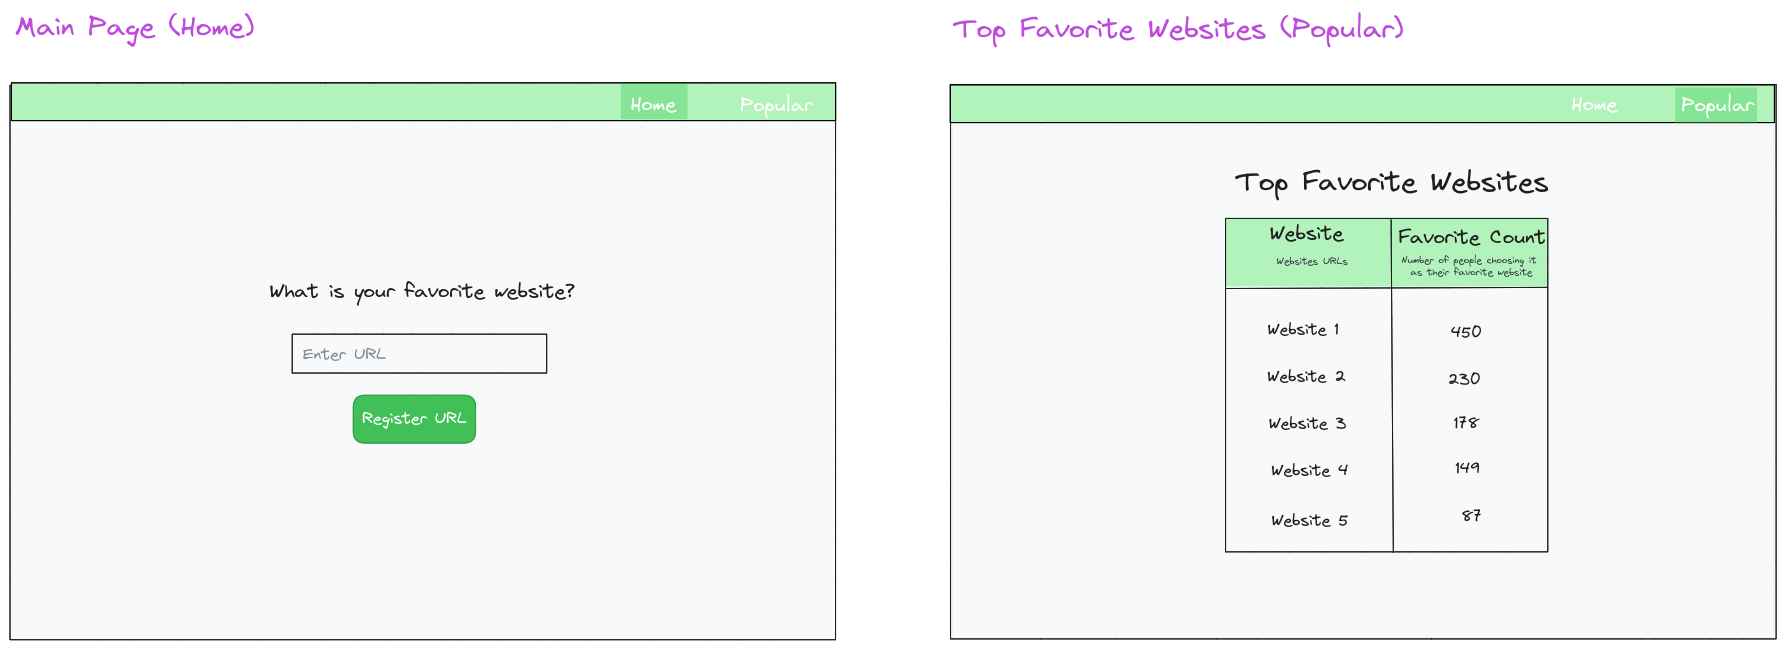 Main Page (Home)
Home
Popular
What is your favorite website?
Enter URL
Register URL
Top Favorite Websites (Popular)
Home
Popular
Top Favorite Websites
Website
Websites URLs
Favorite Count
Number of people choosing it
as their favorite website
Website 1
450
Website 2
230
Website 3
178
Website 4
149
Website 5
87